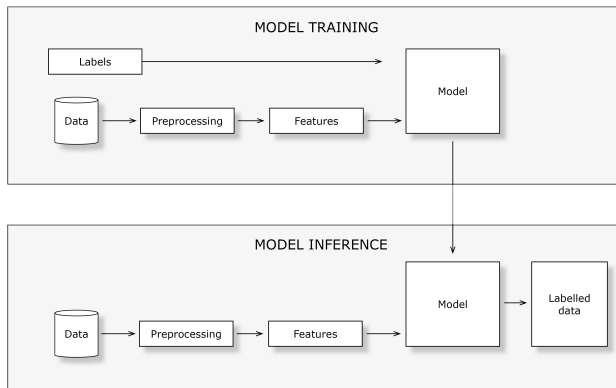 MODEL TRAINING
Labels
Model
Data
Preprocessing
Features
MODEL INFERENCE
Model
Labelled
data
Data
Preprocessing
Features